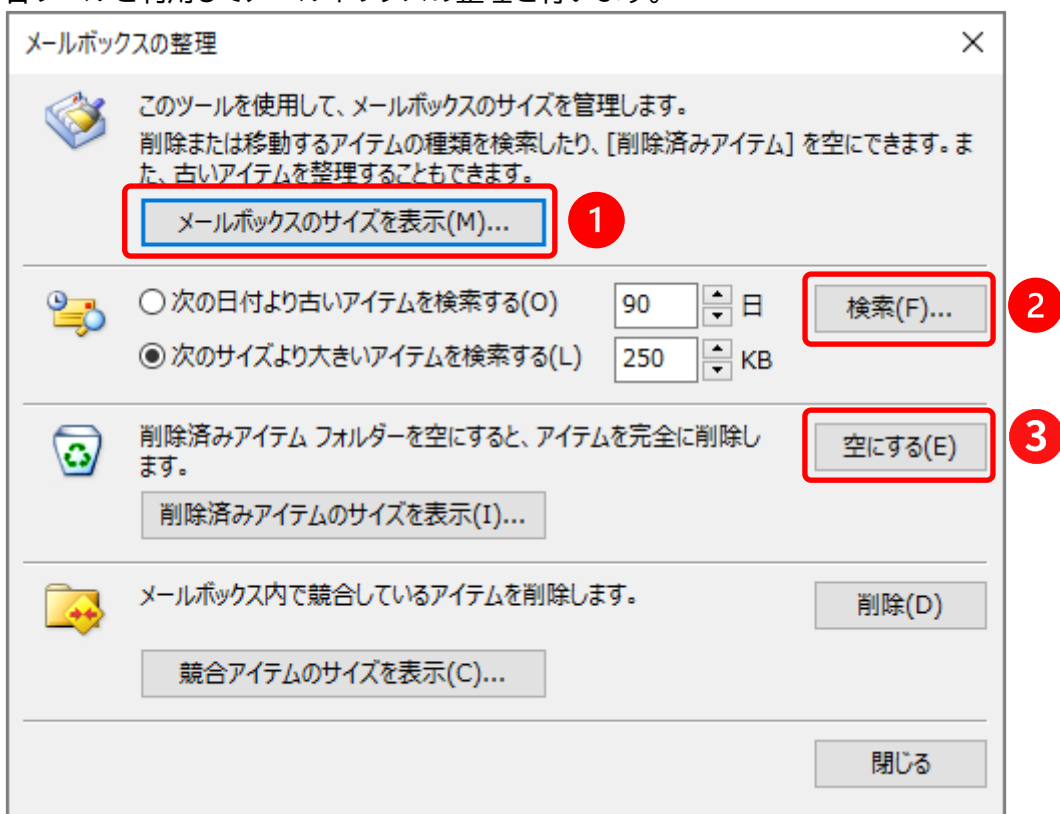 メールボックスの整理
このツールを使用して、メールボックスのサイズを管理します。
削除または移動するアイテムの種類を検索したり、[削除済みアイテム] を空にできます。ま
た、古いアイテムを整理することもできます。
メールボックスのサイズを表示(M)...
1
次の日付より古いアイテムを検索する(O) 90 日 検索(F)...
2
次のサイズより大きいアイテムを検索する(L) 250 KB
削除済みアイテム フォルダーを空にすると、アイテムを完全に削除し
ます。
空にする(E)
3
削除済みアイテムのサイズを表示(I)...
メールボックス内で競合しているアイテムを削除します。
削除(D)
競合アイテムのサイズを表示(C)...
閉じる